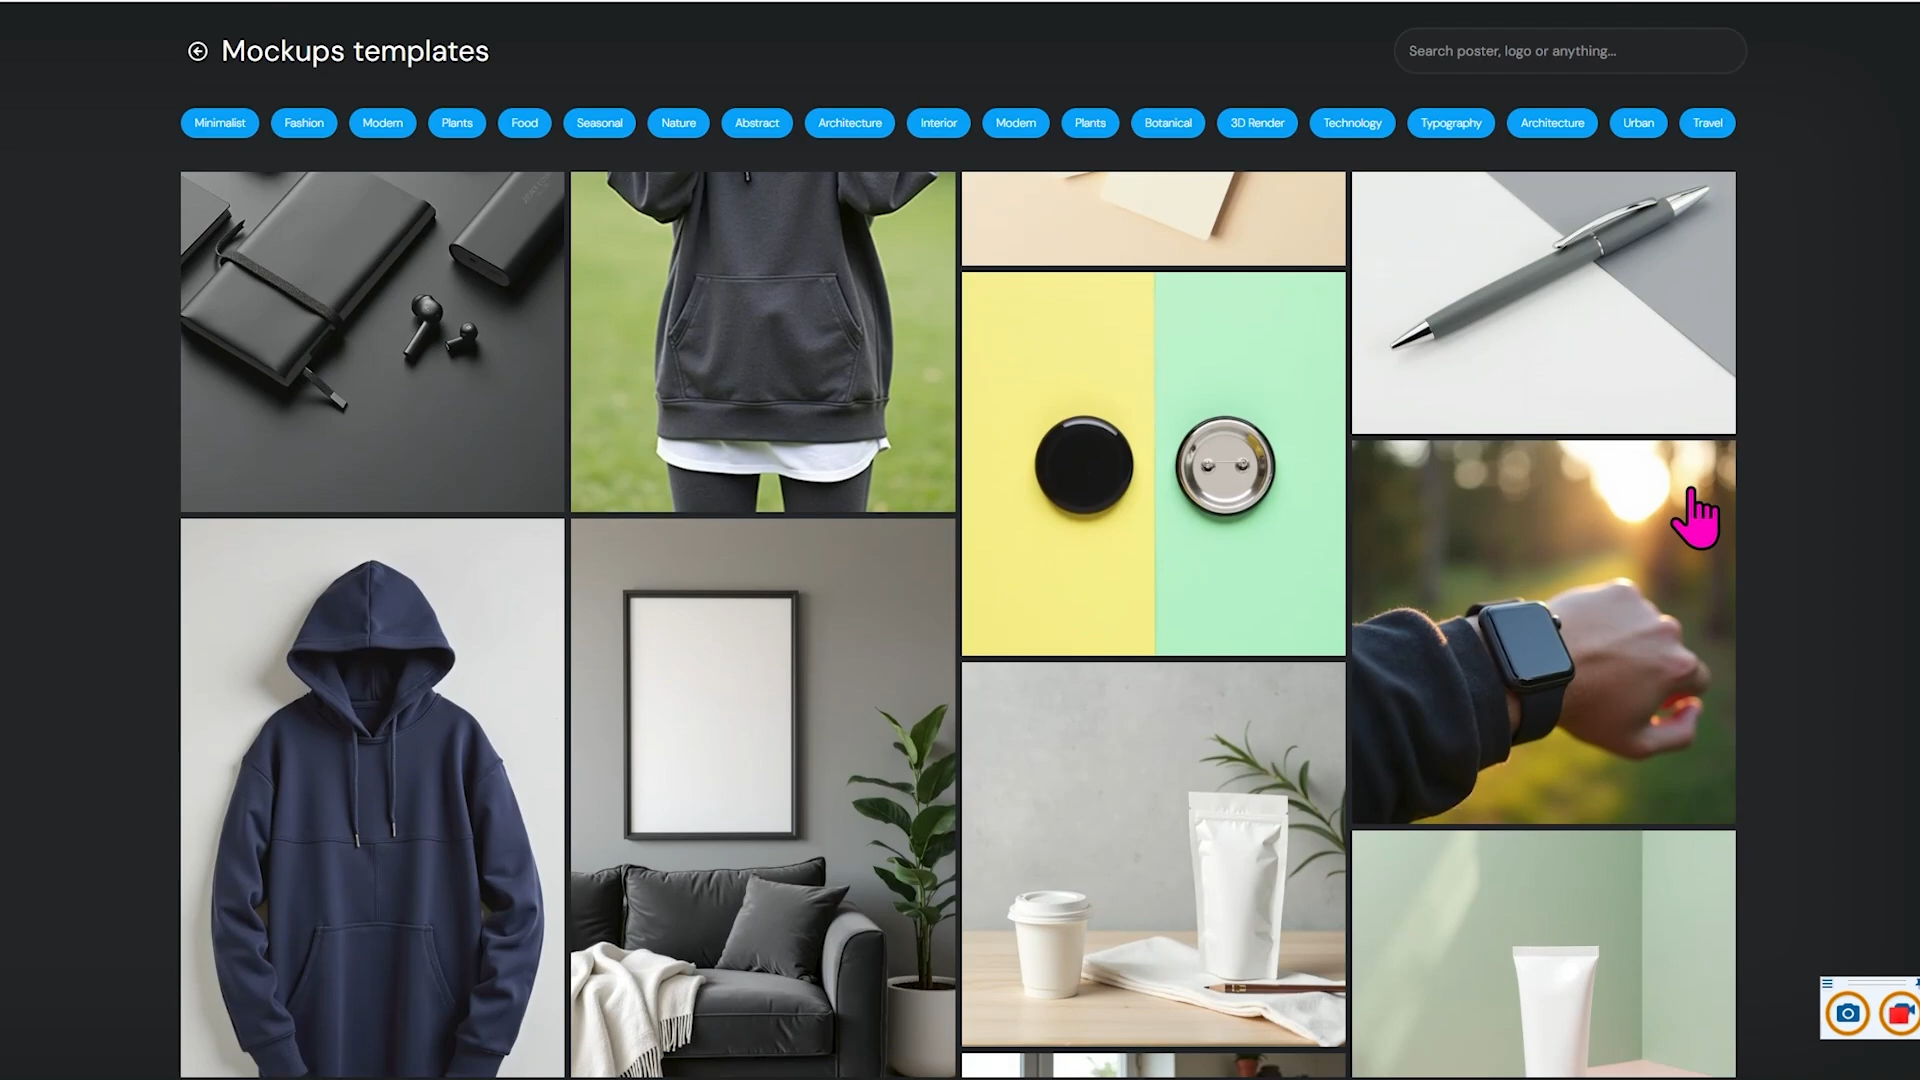 Mockups templates
Search poster, logo or anything...
Minimalist Fashion Modern Plants Food Seasonal Nature Abstract Architecture Interior Modern Plants Botanical 3D Render Technology Typography Architecture Urban Travel